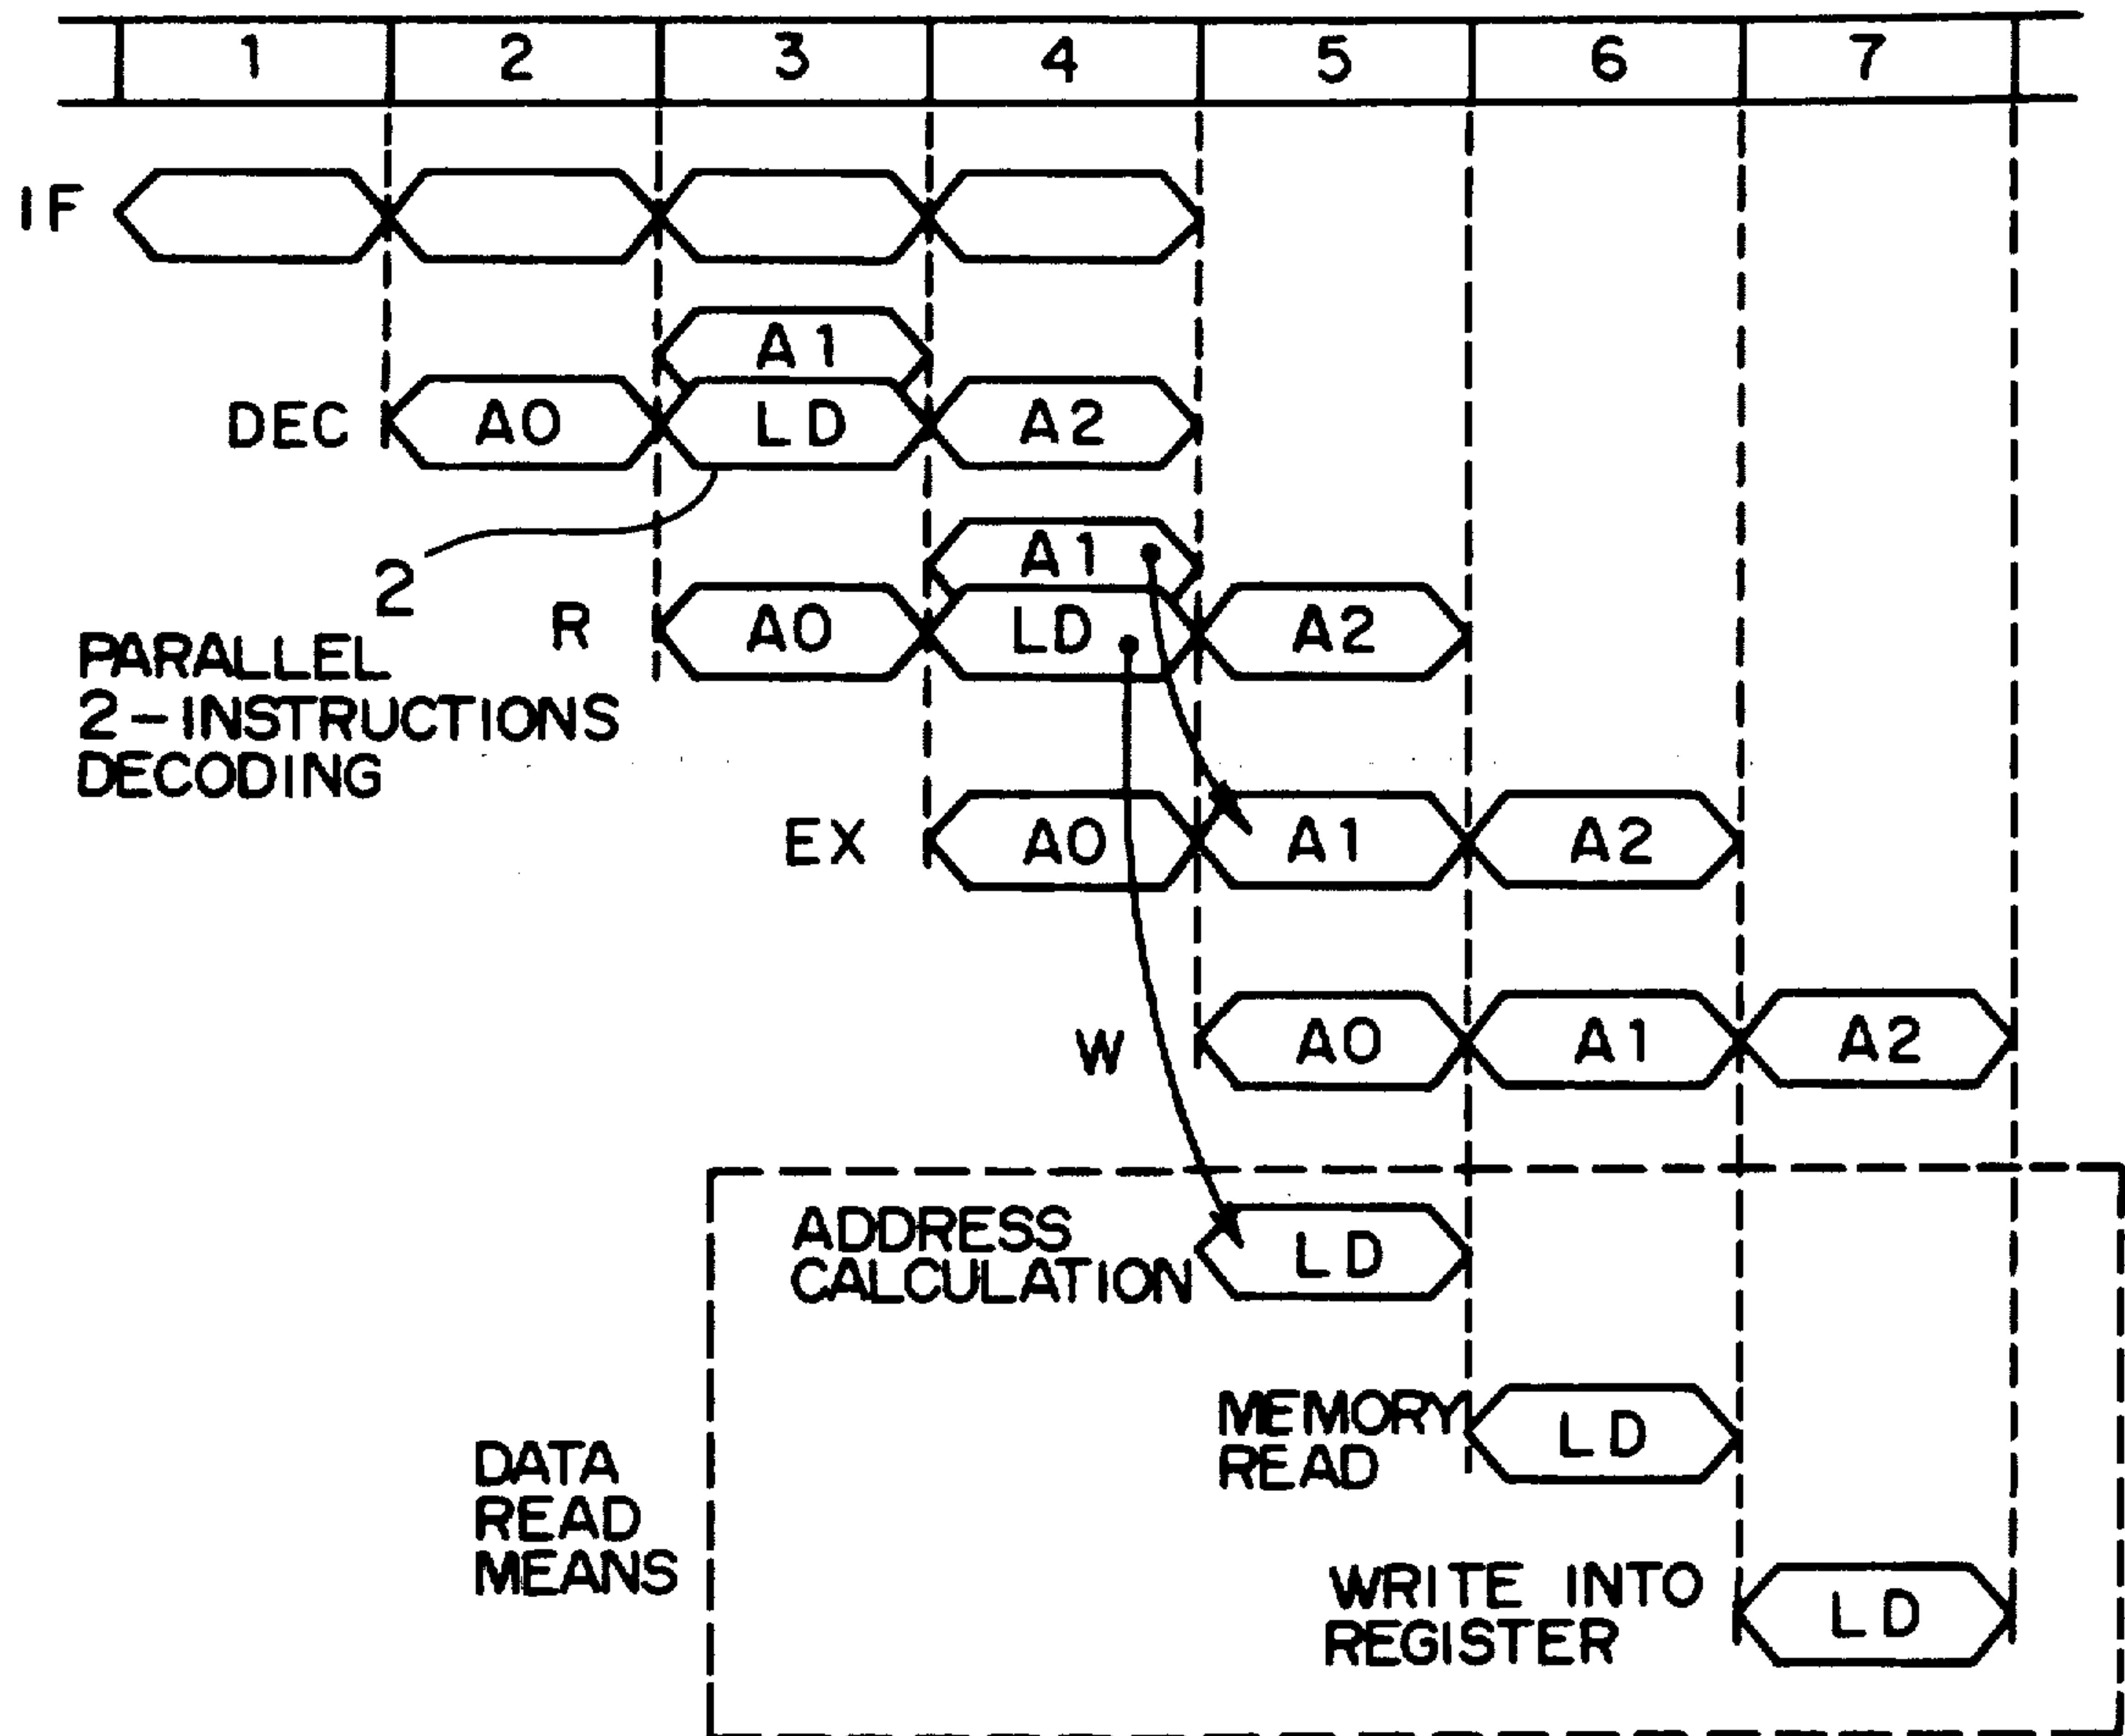 1 2 3 4 5 6 7
IF
A1
DEC A0 LD A2
A1
2
R A0 LD A2
PARALLEL
2-INSTRUCTIONS
DECODING
EX A0 A1 A2
W A0 A1 A2
ADDRESS
CALCULATION
LD
MEMORY
READ
LD
DATA
READ
MEANS
WRITE INTO
REGISTER
LD